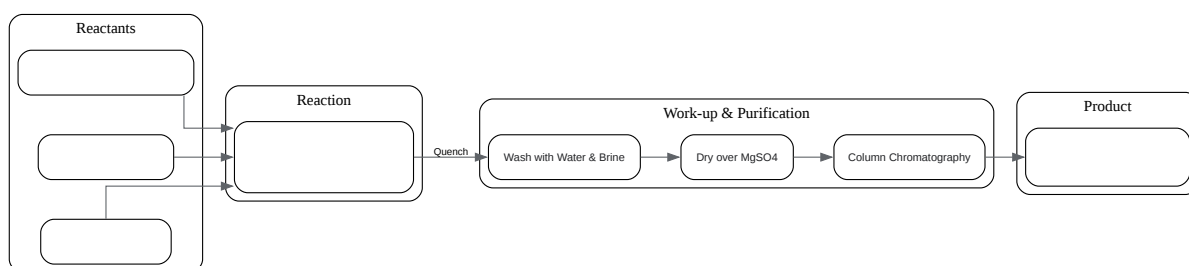 Reactants
Reaction
Quench
Work-up & Purification
Wash with Water & Brine
Dry over MgSO4
Column Chromatography
Product